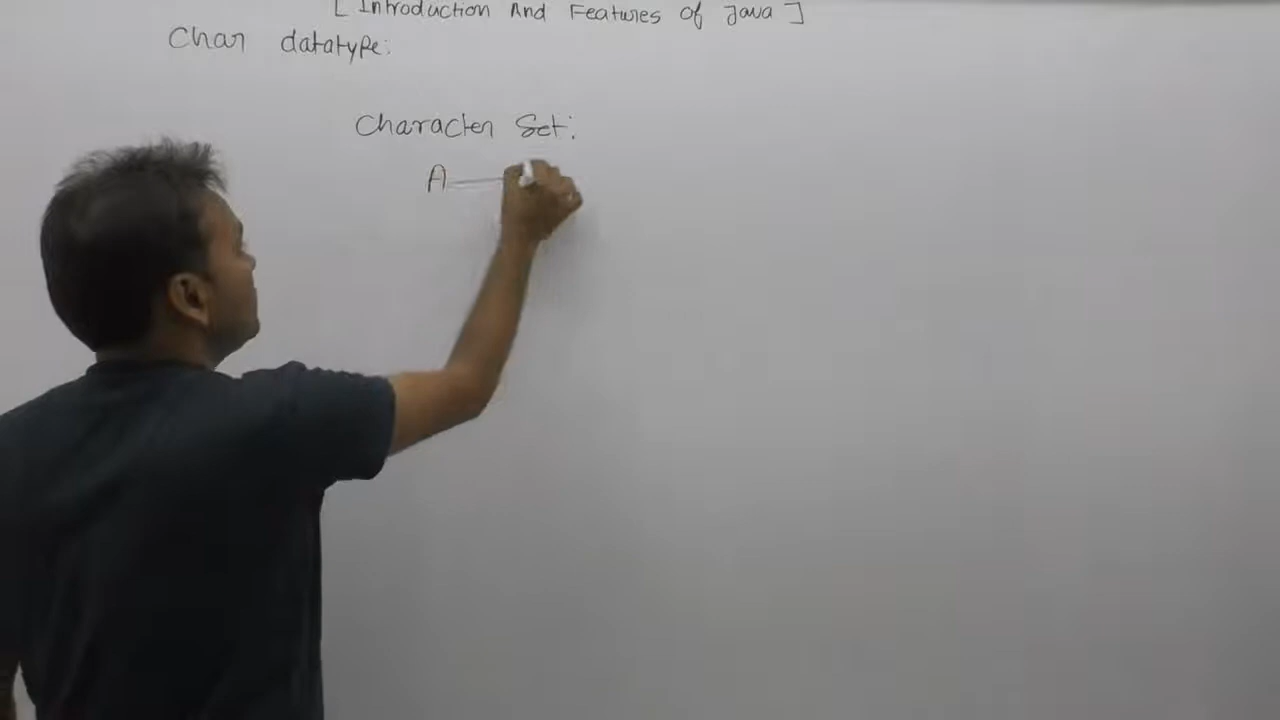 [ Introduction And Features Of Java ]
Char datatype:
Character Set:
A